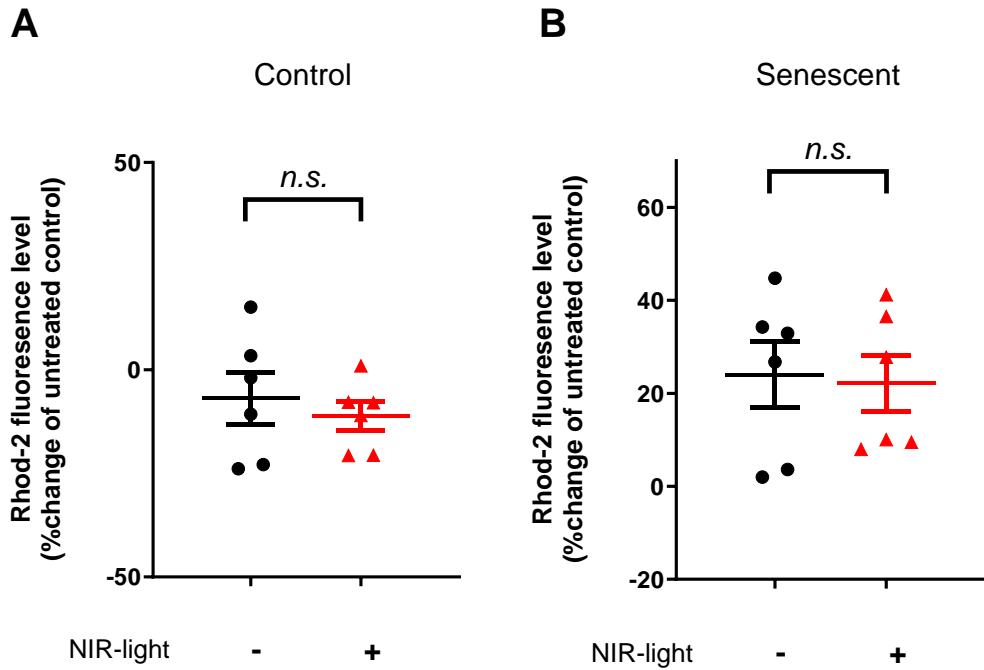 A
Control
Rhod-2 fluoresence level
(%change of untreated control)
50
0
-50
n.s.
NIR-light - +
B
Senescent
Rhod-2 fluoresence level
(%change of untreated control)
60
40
20
0
-20
n.s.
NIR-light - +